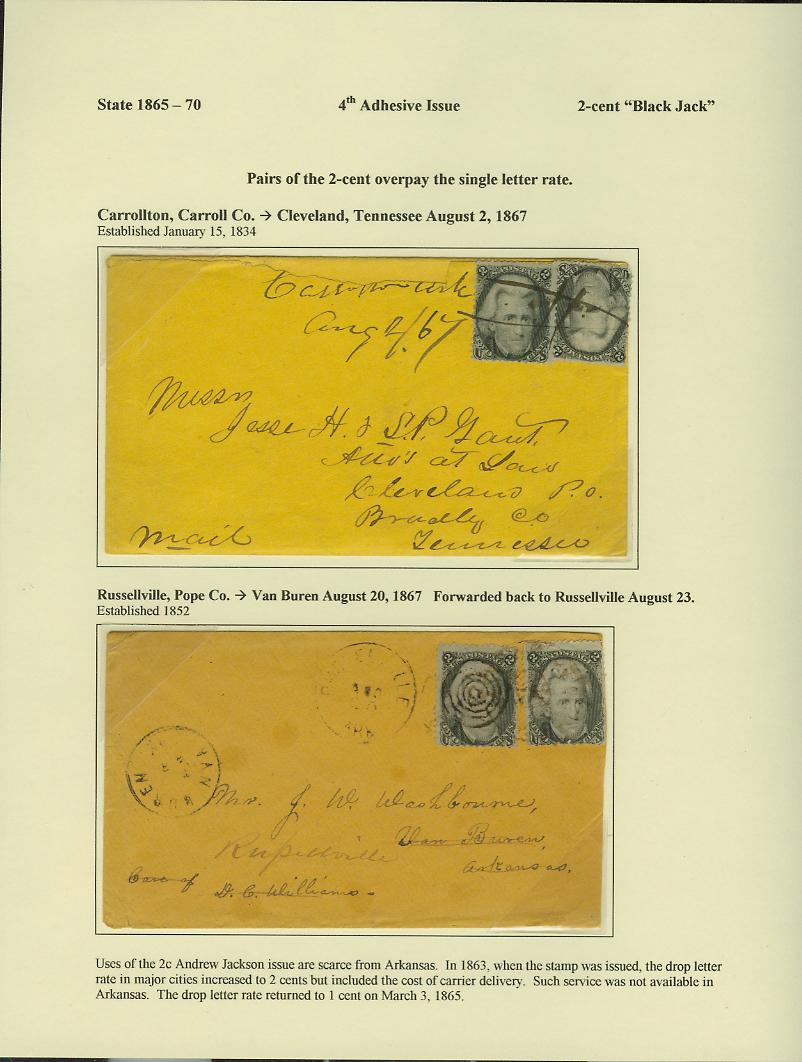 State 1865 – 70 4th Adhesive Issue 2-cent “Black Jack”
Pairs of the 2-cent overpay the single letter rate.
Carrollton, Carroll Co. → Cleveland, Tennessee August 2, 1867
Established January 15, 1834
Carrollton Ark
Aug 2/67
Messrs
Jesse H. & S.P. Gaut.
Atto's at Law
Cleveland P.o.
Bradley Co
Tennessee
Mail
Russellville, Pope Co. → Van Buren August 20, 1867 Forwarded back to Russellville August 23.
Established 1852
VAN BUREN
Mr. J. W. Washbourne,
Van Buren,
Russellville
Arkansas.
Care of
D. C. Williams.
Uses of the 2c Andrew Jackson issue are scarce from Arkansas. In 1863, when the stamp was issued, the drop letter
rate in major cities increased to 2 cents but included the cost of carrier delivery. Such service was not available in
Arkansas. The drop letter rate returned to 1 cent on March 3, 1865.